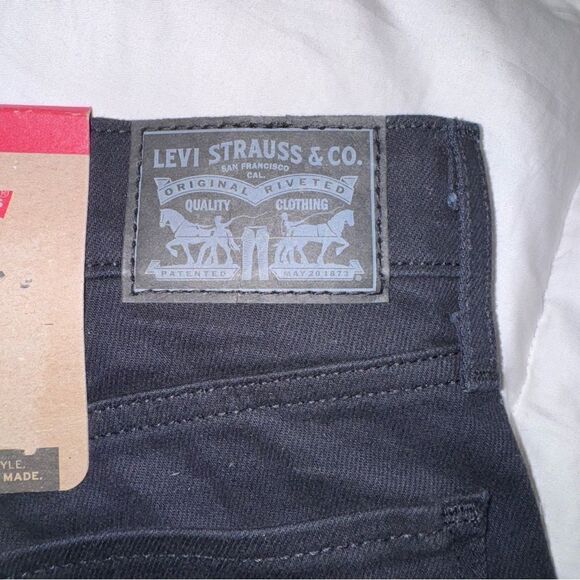 LEVI STRAUSS & CO.
SAN FRANCISCO
CAL.
ORIGINAL RIVETED
QUALITY CLOTHING
PATENTED MAY 20 1873
YLE.
MADE.